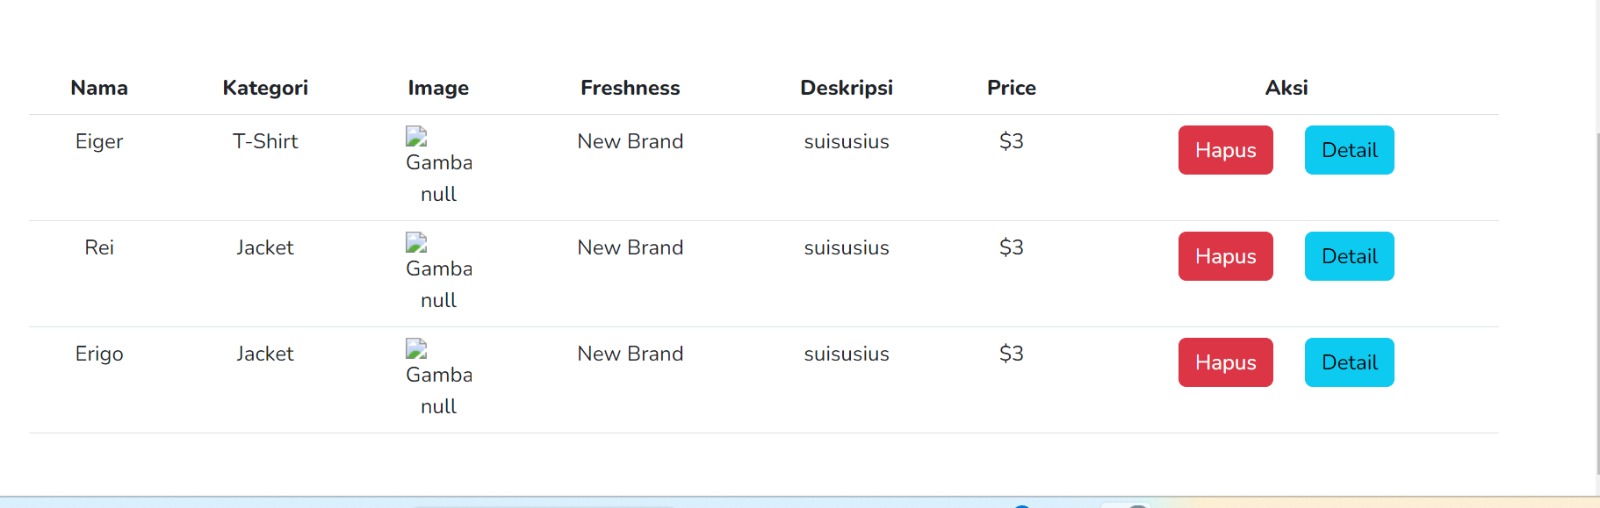 Nama Kategori Image Freshness Deskripsi Price Aksi
Eiger T-Shirt Gamba New Brand suisusius $3 Hapus Detail
null
Rei Jacket Gamba New Brand suisusius $3 Hapus Detail
null
Erigo Jacket Gamba New Brand suisusius $3 Hapus Detail
null